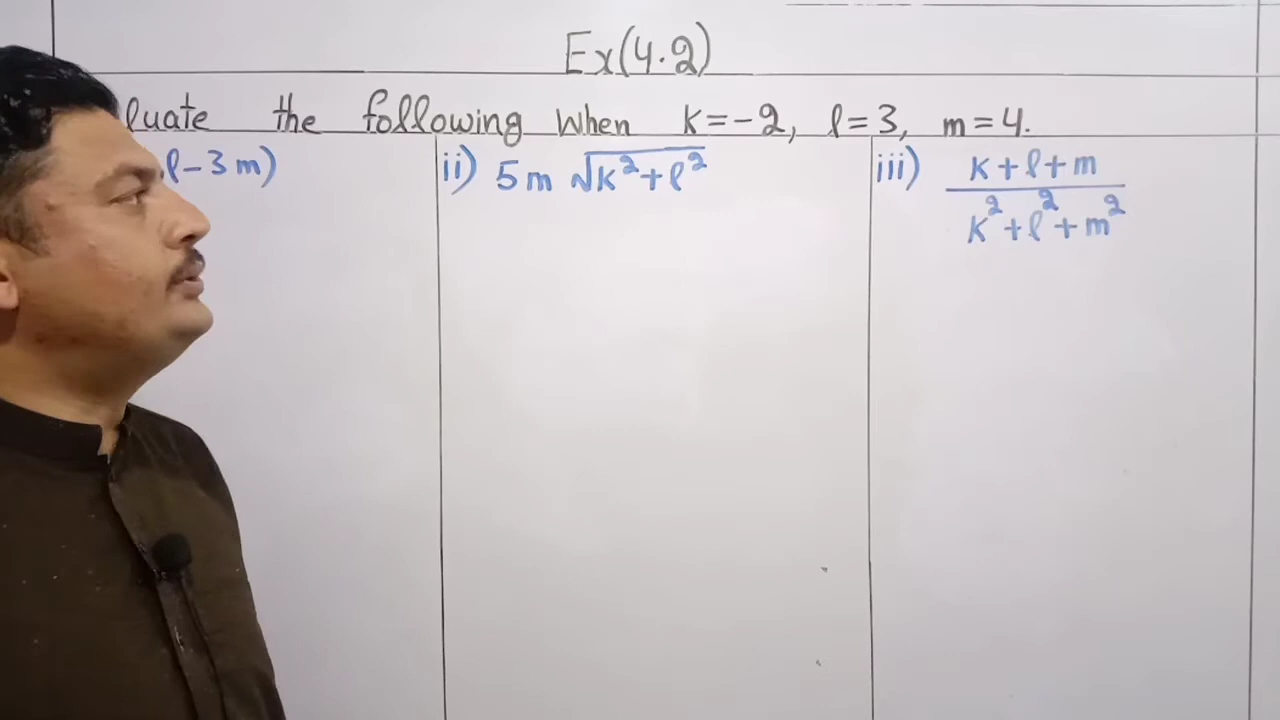 Ex(4.2)
luate the following when k=-2, l=3, m=4.
l-3m)
ii) 5m √k²+l²
iii) k+l+m
k²+l²+m²